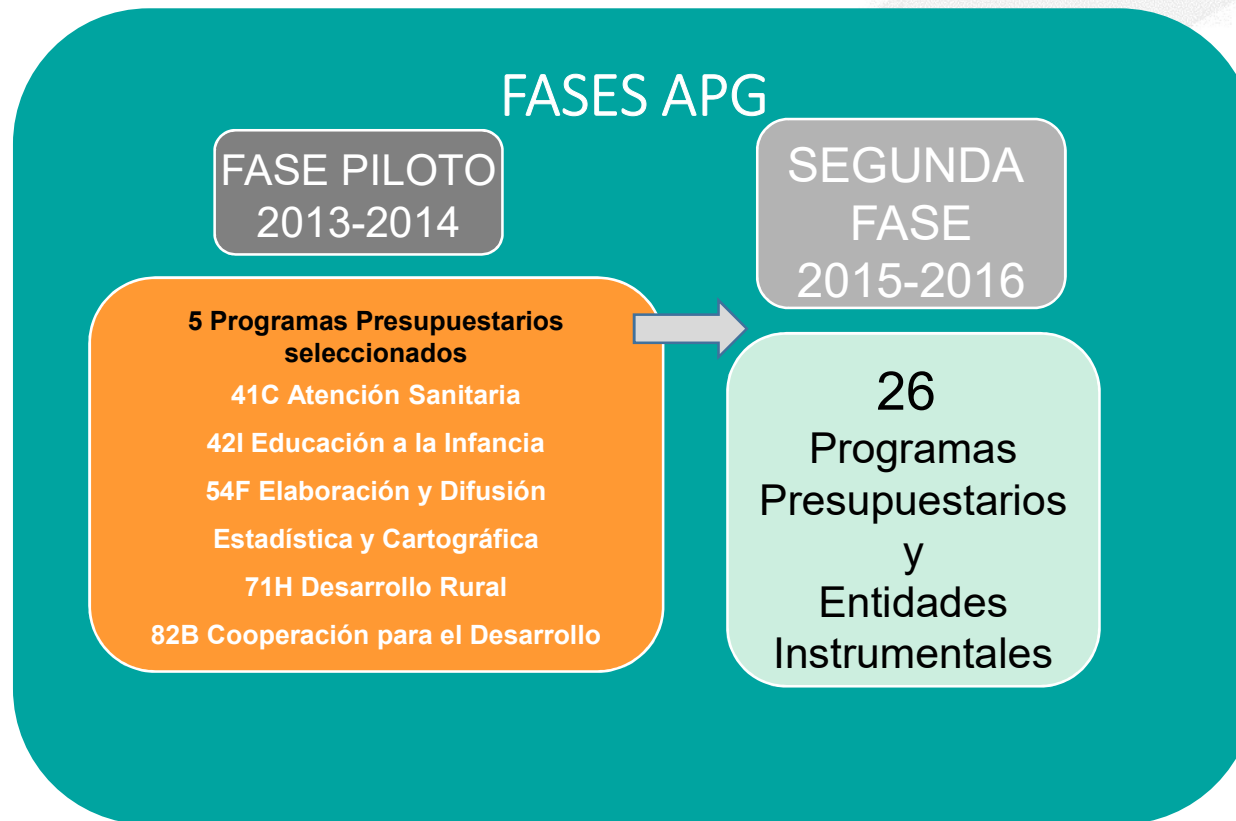 FASES APG
FASE PILOTO
2013-2014
5 Programas Presupuestarios
seleccionados
41C Atención Sanitaria
42I Educación a la Infancia
54F Elaboración y Difusión
Estadística y Cartográfica
71H Desarrollo Rural
82B Cooperación para el Desarrollo
SEGUNDA
FASE
2015-2016
26
Programas
Presupuestarios
y
Entidades
Instrumentales